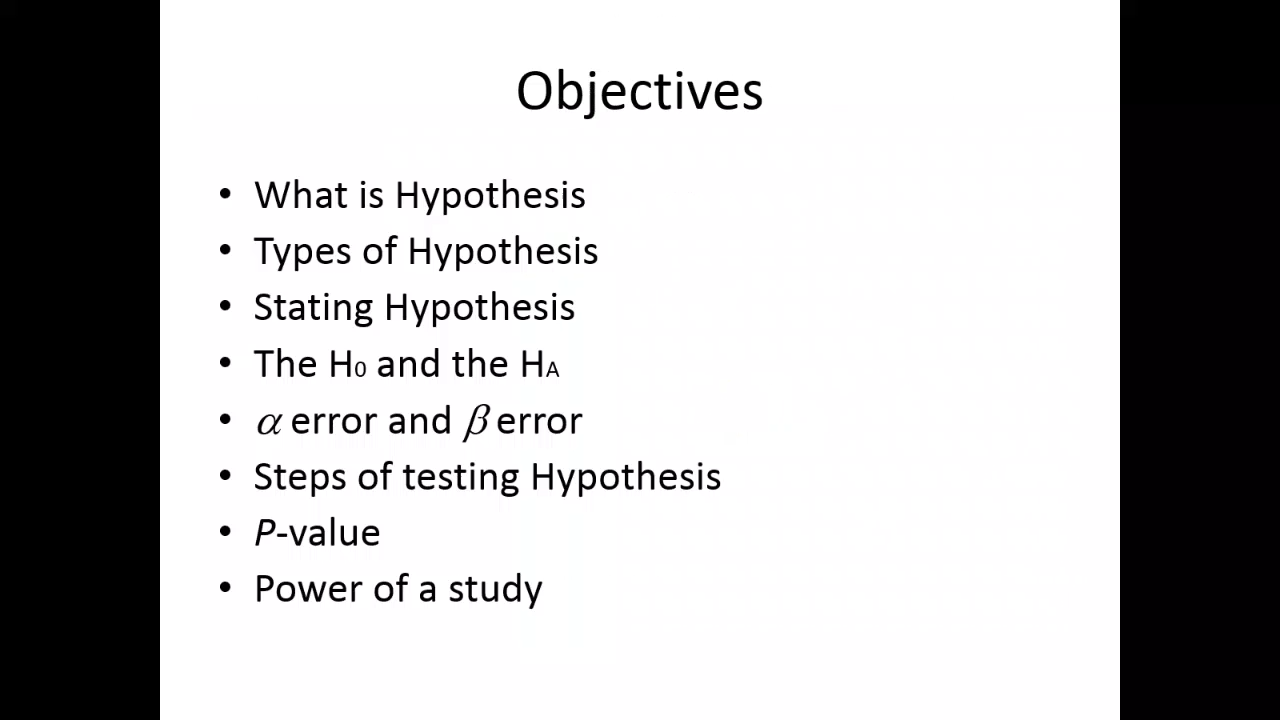 Objectives
• What is Hypothesis
• Types of Hypothesis
• Stating Hypothesis
• The H₀ and the Hᴀ
• α error and β error
• Steps of testing Hypothesis
• P-value
• Power of a study